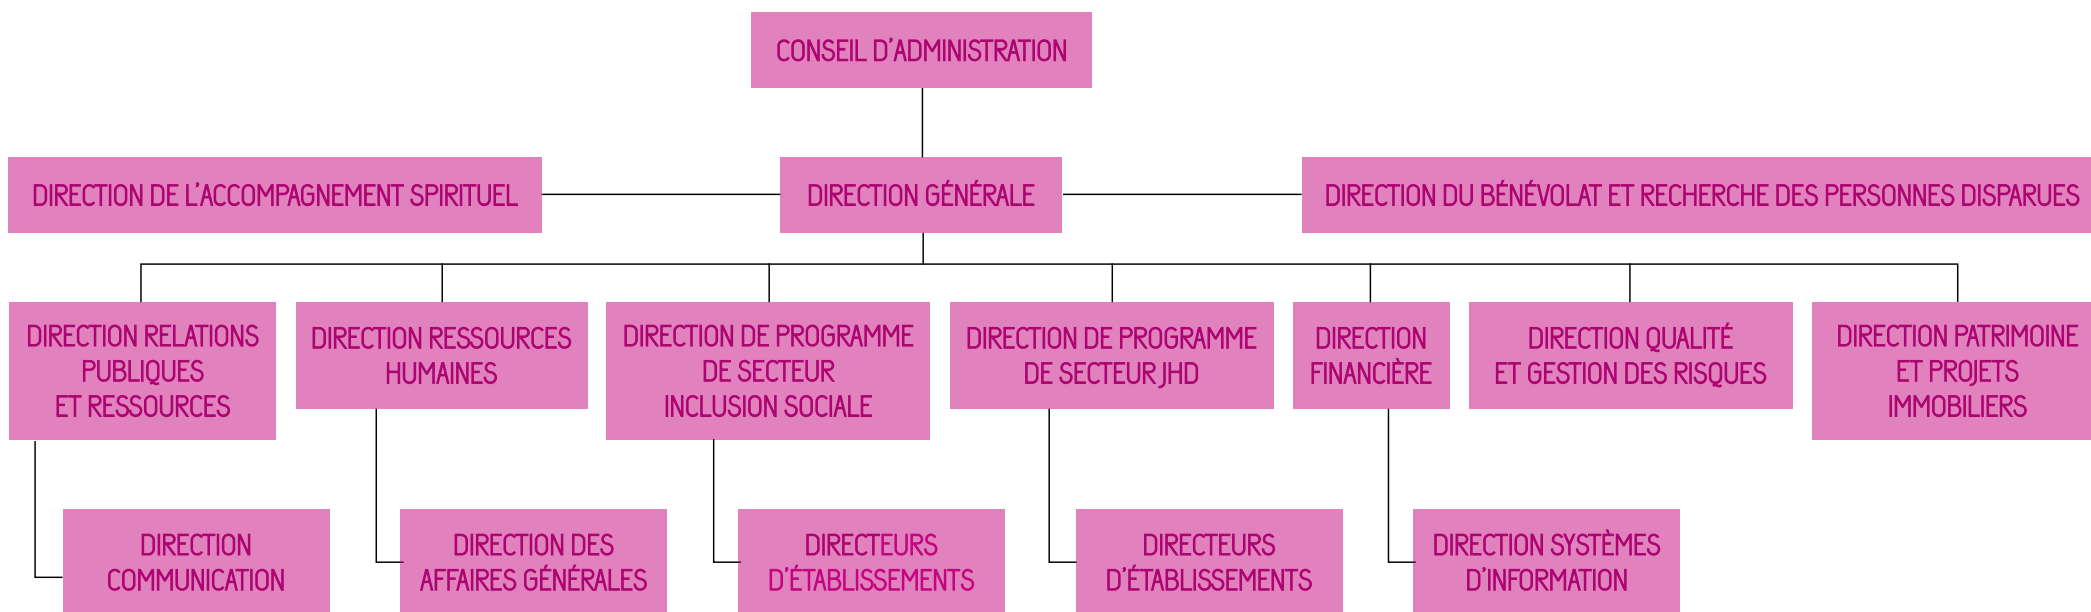 CONSEIL D'ADMINISTRATION
DIRECTION DE L'ACCOMPAGNEMENT SPIRITUEL
DIRECTION GÉNÉRALE
DIRECTION DU BÉNÉVOLAT ET RECHERCHE DES PERSONNES DISPARUES
DIRECTION RELATIONS
PUBLIQUES
ET RESSOURCES
DIRECTION RESSOURCES
HUMAINES
DIRECTION DE PROGRAMME
DE SECTEUR
INCLUSION SOCIALE
DIRECTION DE PROGRAMME
DE SECTEUR JHD
DIRECTION
FINANCIÈRE
DIRECTION QUALITÉ
ET GESTION DES RISQUES
DIRECTION PATRIMOINE
ET PROJETS
IMMOBILIERS
DIRECTION
COMMUNICATION
DIRECTION DES
AFFAIRES GÉNÉRALES
DIRECTEURS
D'ÉTABLISSEMENTS
DIRECTEURS
D'ÉTABLISSEMENTS
DIRECTION SYSTÈMES
D'INFORMATION